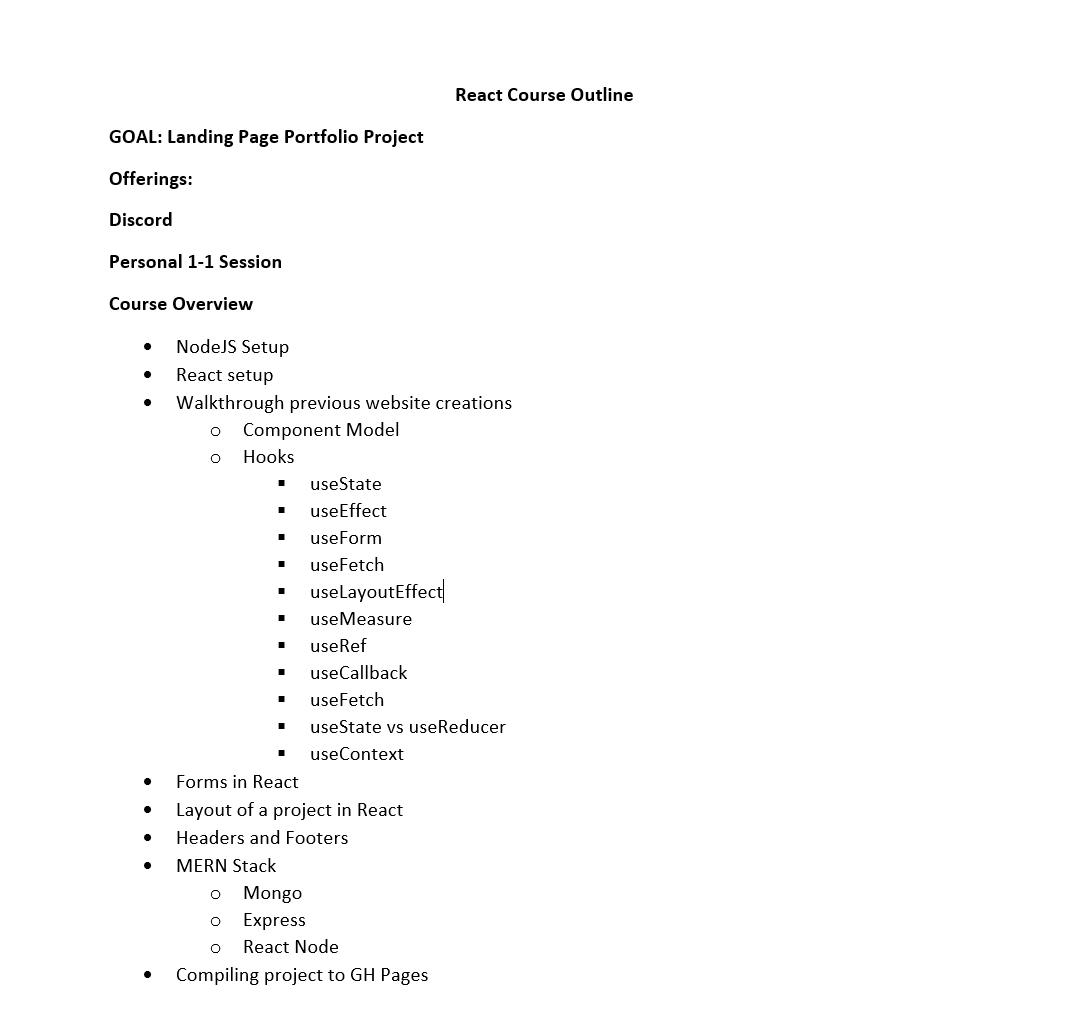 React Course Outline
GOAL: Landing Page Portfolio Project
Offerings:
Discord
Personal 1-1 Session
Course Overview
• NodeJS Setup
• React setup
• Walkthrough previous website creations
o Component Model
o Hooks
▪ useState
▪ useEffect
▪ useForm
▪ useFetch
▪ useLayoutEffect
▪ useMeasure
▪ useRef
▪ useCallback
▪ useFetch
▪ useState vs useReducer
▪ useContext
• Forms in React
• Layout of a project in React
• Headers and Footers
• MERN Stack
o Mongo
o Express
o React Node
• Compiling project to GH Pages